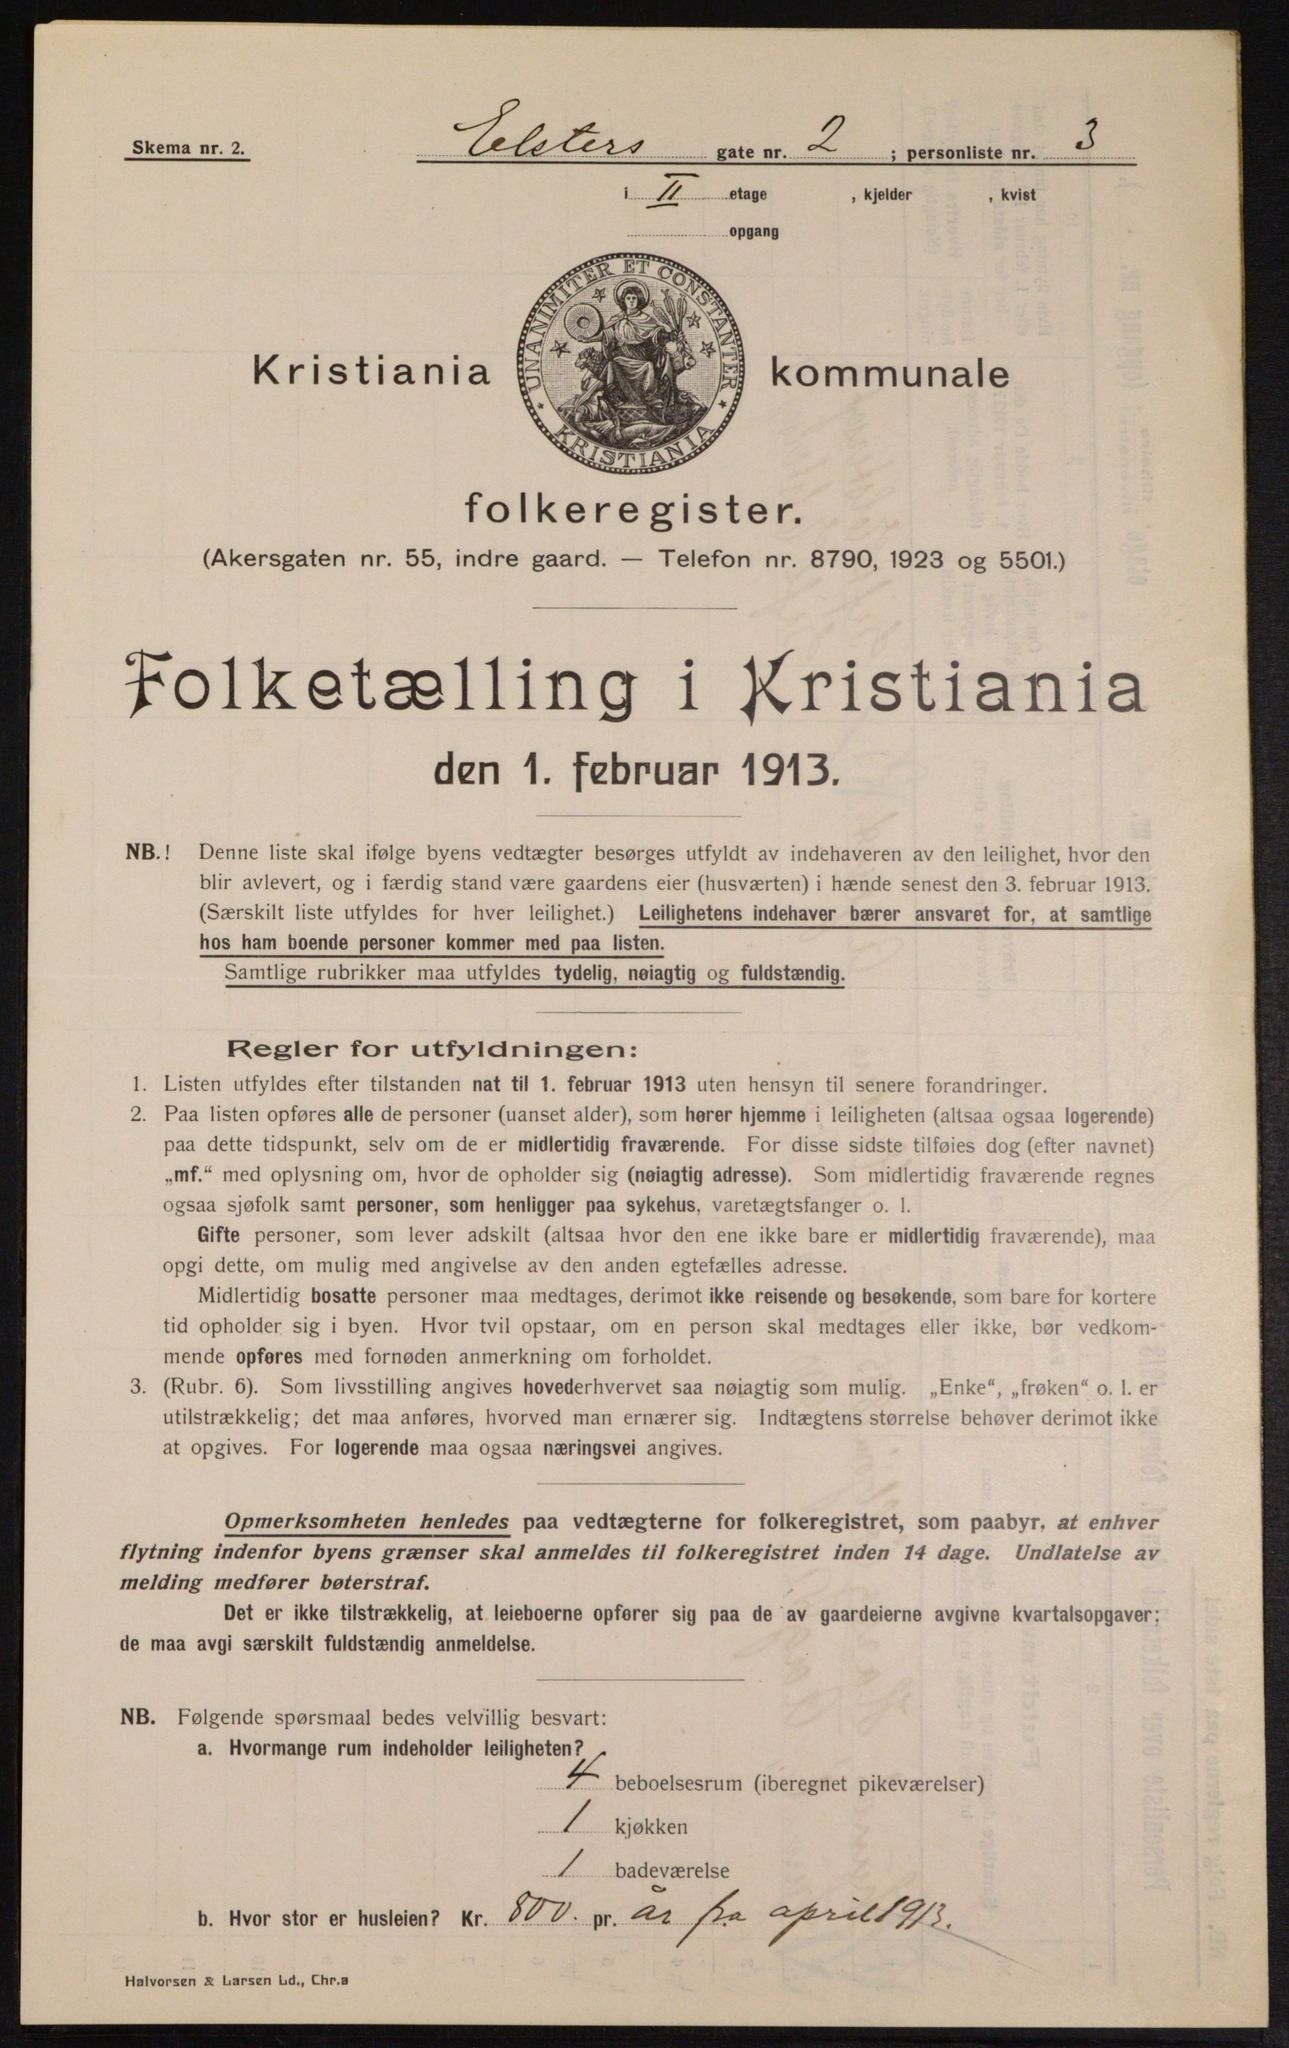 Skema nr. 2.
Eilsters gate nr. 2 ; personliste nr. 3
i II etage , kjelder , kvist
opgang
UNANIMITER ET CONSTANTER
KRISTIANIA
Kristiania kommunale
folkeregister.
(Akersgaten nr. 55, indre gaard. — Telefon nr. 8790, 1923 og 5501.)
Folketælling i Kristiania
den 1. februar 1913.
NB.! Denne liste skal ifølge byens vedtægter besørges utfyldt av indehaveren av den leilighet, hvor den
blir avlevert, og i færdig stand være gaardens eier (husværten) i hænde senest den 3. februar 1913.
(Særskilt liste utfyldes for hver leilighet.) Leilighetens indehaver bærer ansvaret for, at samtlige
hos ham boende personer kommer med paa listen.
Samtlige rubrikker maa utfyldes tydelig, nøiagtig og fuldstændig.
Regler for utfyldningen:
1. Listen utfyldes efter tilstanden nat til 1. februar 1913 uten hensyn til senere forandringer.
2. Paa listen opføres alle de personer (uanset alder), som hører hjemme i leiligheten (altsaa ogsaa logerende)
paa dette tidspunkt, selv om de er midlertidig fraværende. For disse sidste tilføies dog (efter navnet)
„mf.“ med oplysning om, hvor de opholder sig (nøiagtig adresse). Som midlertidig fraværende regnes
ogsaa sjøfolk samt personer, som henligger paa sykehus, varetægtsfanger o. l.
Gifte personer, som lever adskilt (altsaa hvor den ene ikke bare er midlertidig fraværende), maa
opgi dette, om mulig med angivelse av den anden egtefælles adresse.
Midlertidig bosatte personer maa medtages, derimot ikke reisende og besøkende, som bare for kortere
tid opholder sig i byen. Hvor tvil opstaar, om en person skal medtages eller ikke, bør vedkom-
mende opføres med fornøden anmerkning om forholdet.
3. (Rubr. 6). Som livsstilling angives hovederhvervet saa nøiagtig som mulig. „Enke“, „frøken“ o. l. er
utilstrækkelig; det maa anføres, hvorved man ernærer sig. Indtægtens størrelse behøver derimot ikke
at opgives. For logerende maa ogsaa næringsvei angives.
Opmerksomheten henledes paa vedtægterne for folkeregistret, som paabyr, at enhver
flytning indenfor byens grænser skal anmeldes til folkeregistret inden 14 dage. Undlatelse av
melding medfører bøterstraf.
Det er ikke tilstrækkelig, at leieboerne opfører sig paa de av gaardeierne avgivne kvartalsopgaver;
de maa avgi særskilt fuldstændig anmeldelse.
NB. Følgende spørsmaal bedes velvillig besvart:
a. Hvormange rum indeholder leiligheten?
4 beboelsesrum (iberegnet pikeværelser)
1 kjøkken
1 badeværelse
b. Hvor stor er husleien? Kr. 800. pr. år fra april 1913.
Halvorsen & Larsen Ld., Chr.a